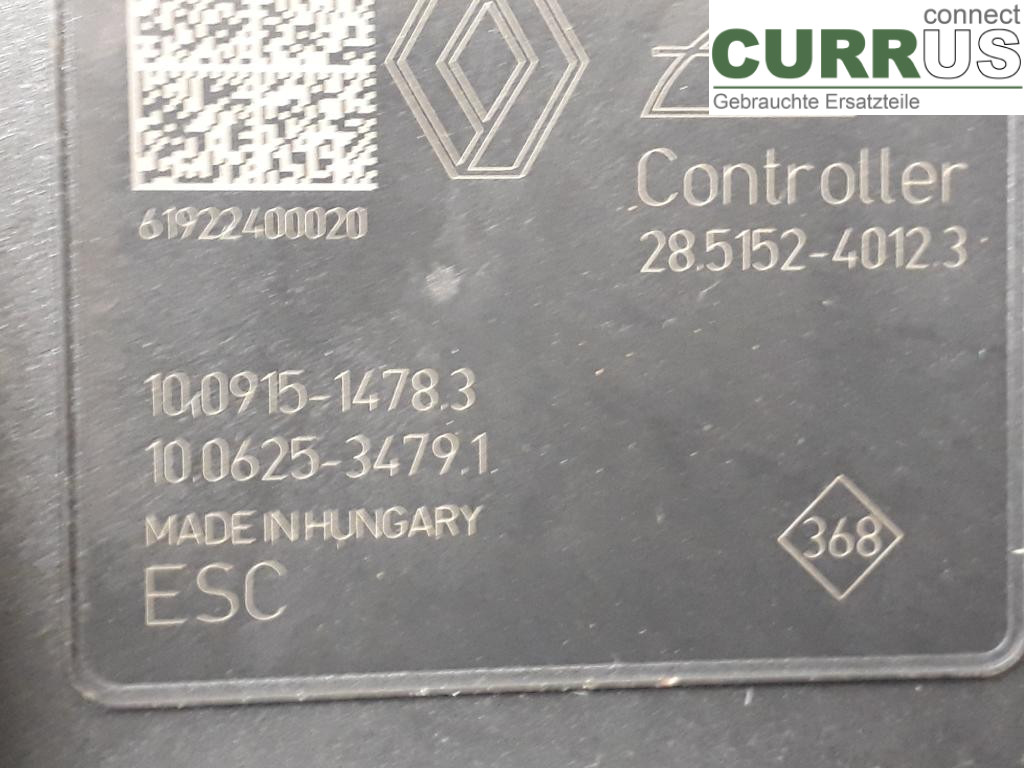 connect
CURRUS
Gebrauchte Ersatzteile
61922400020
Controller
28.5152-4012.3
10.0915-1478.3
10.0625-3479.1
MADE IN HUNGARY
ESC
368